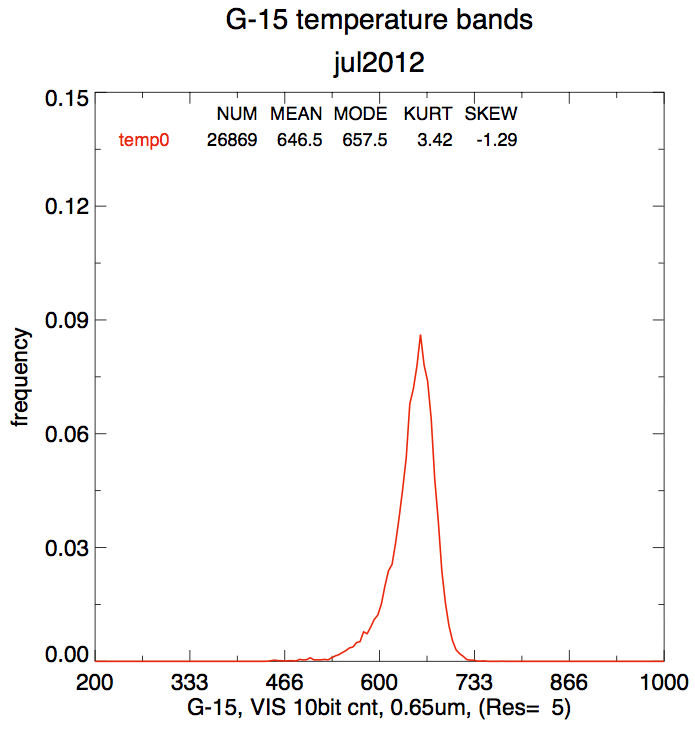 G-15 temperature bands
jul2012
0.15
NUM MEAN MODE KURT SKEW
temp0 26869 646.5 657.5 3.42 -1.29
0.12
0.09
frequency
0.06
0.03
0.00
200 333 466 600 733 866 1000
G-15, VIS 10bit cnt, 0.65um, (Res= 5)